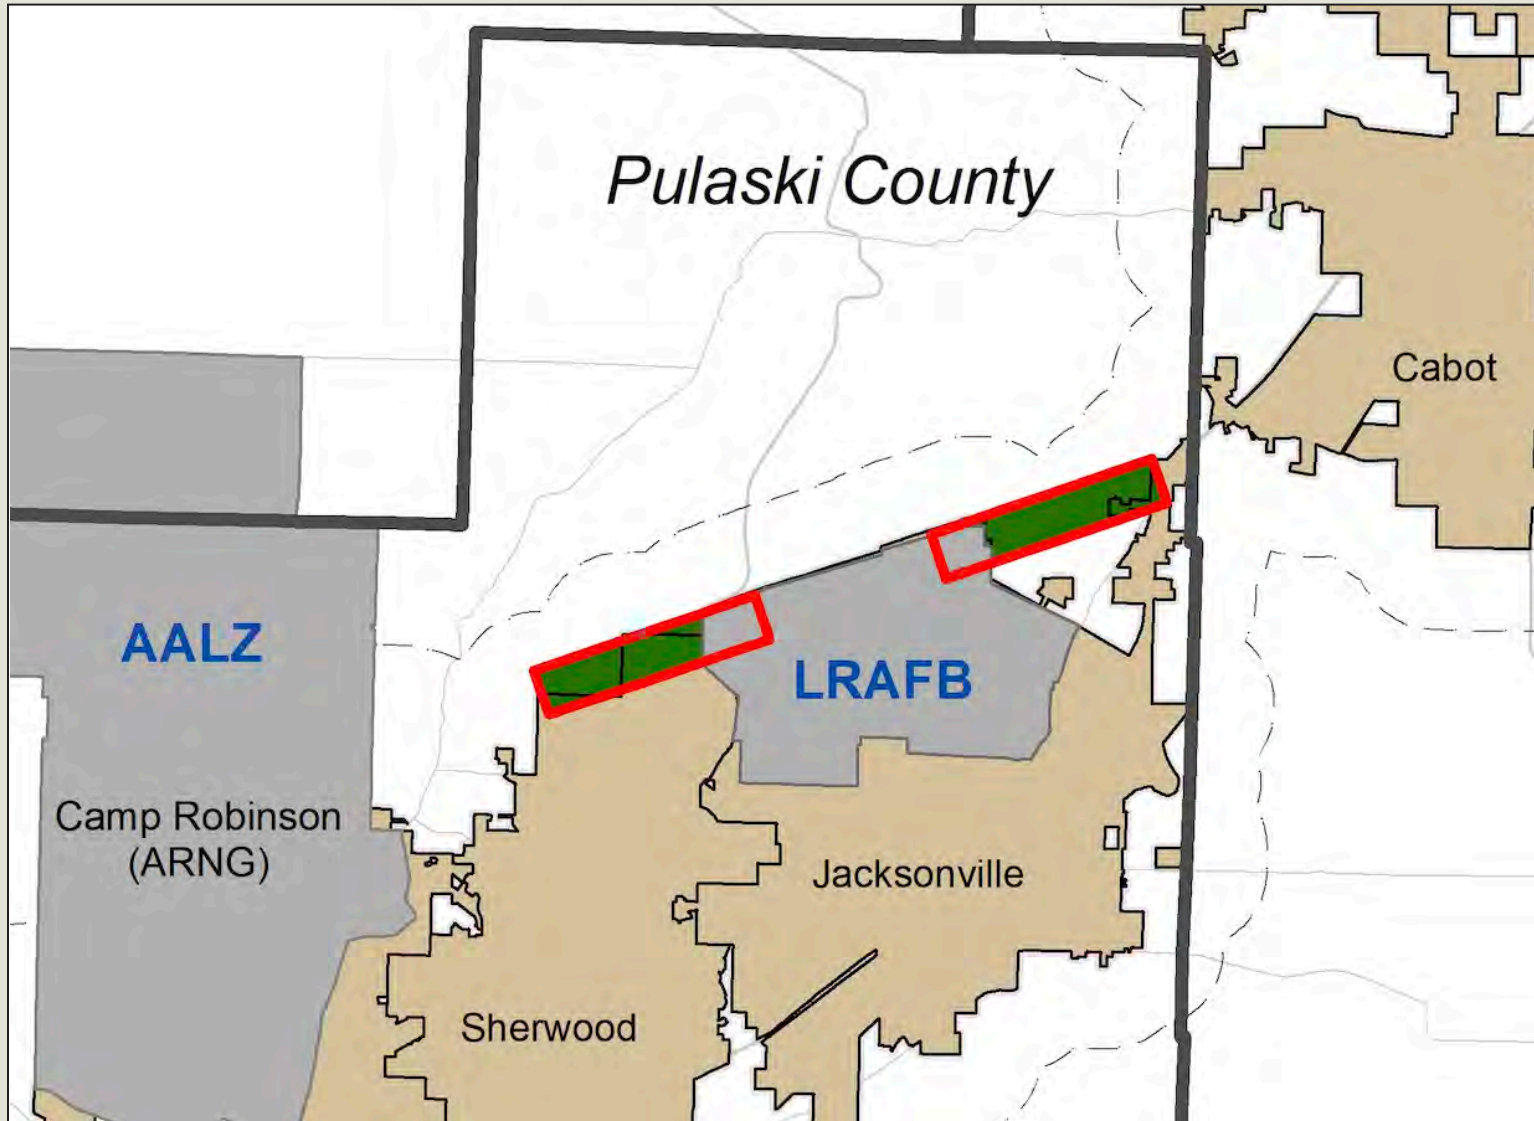 Pulaski County
Cabot
AALZ
LRAFB
Camp Robinson
(ARNG)
Jacksonville
Sherwood